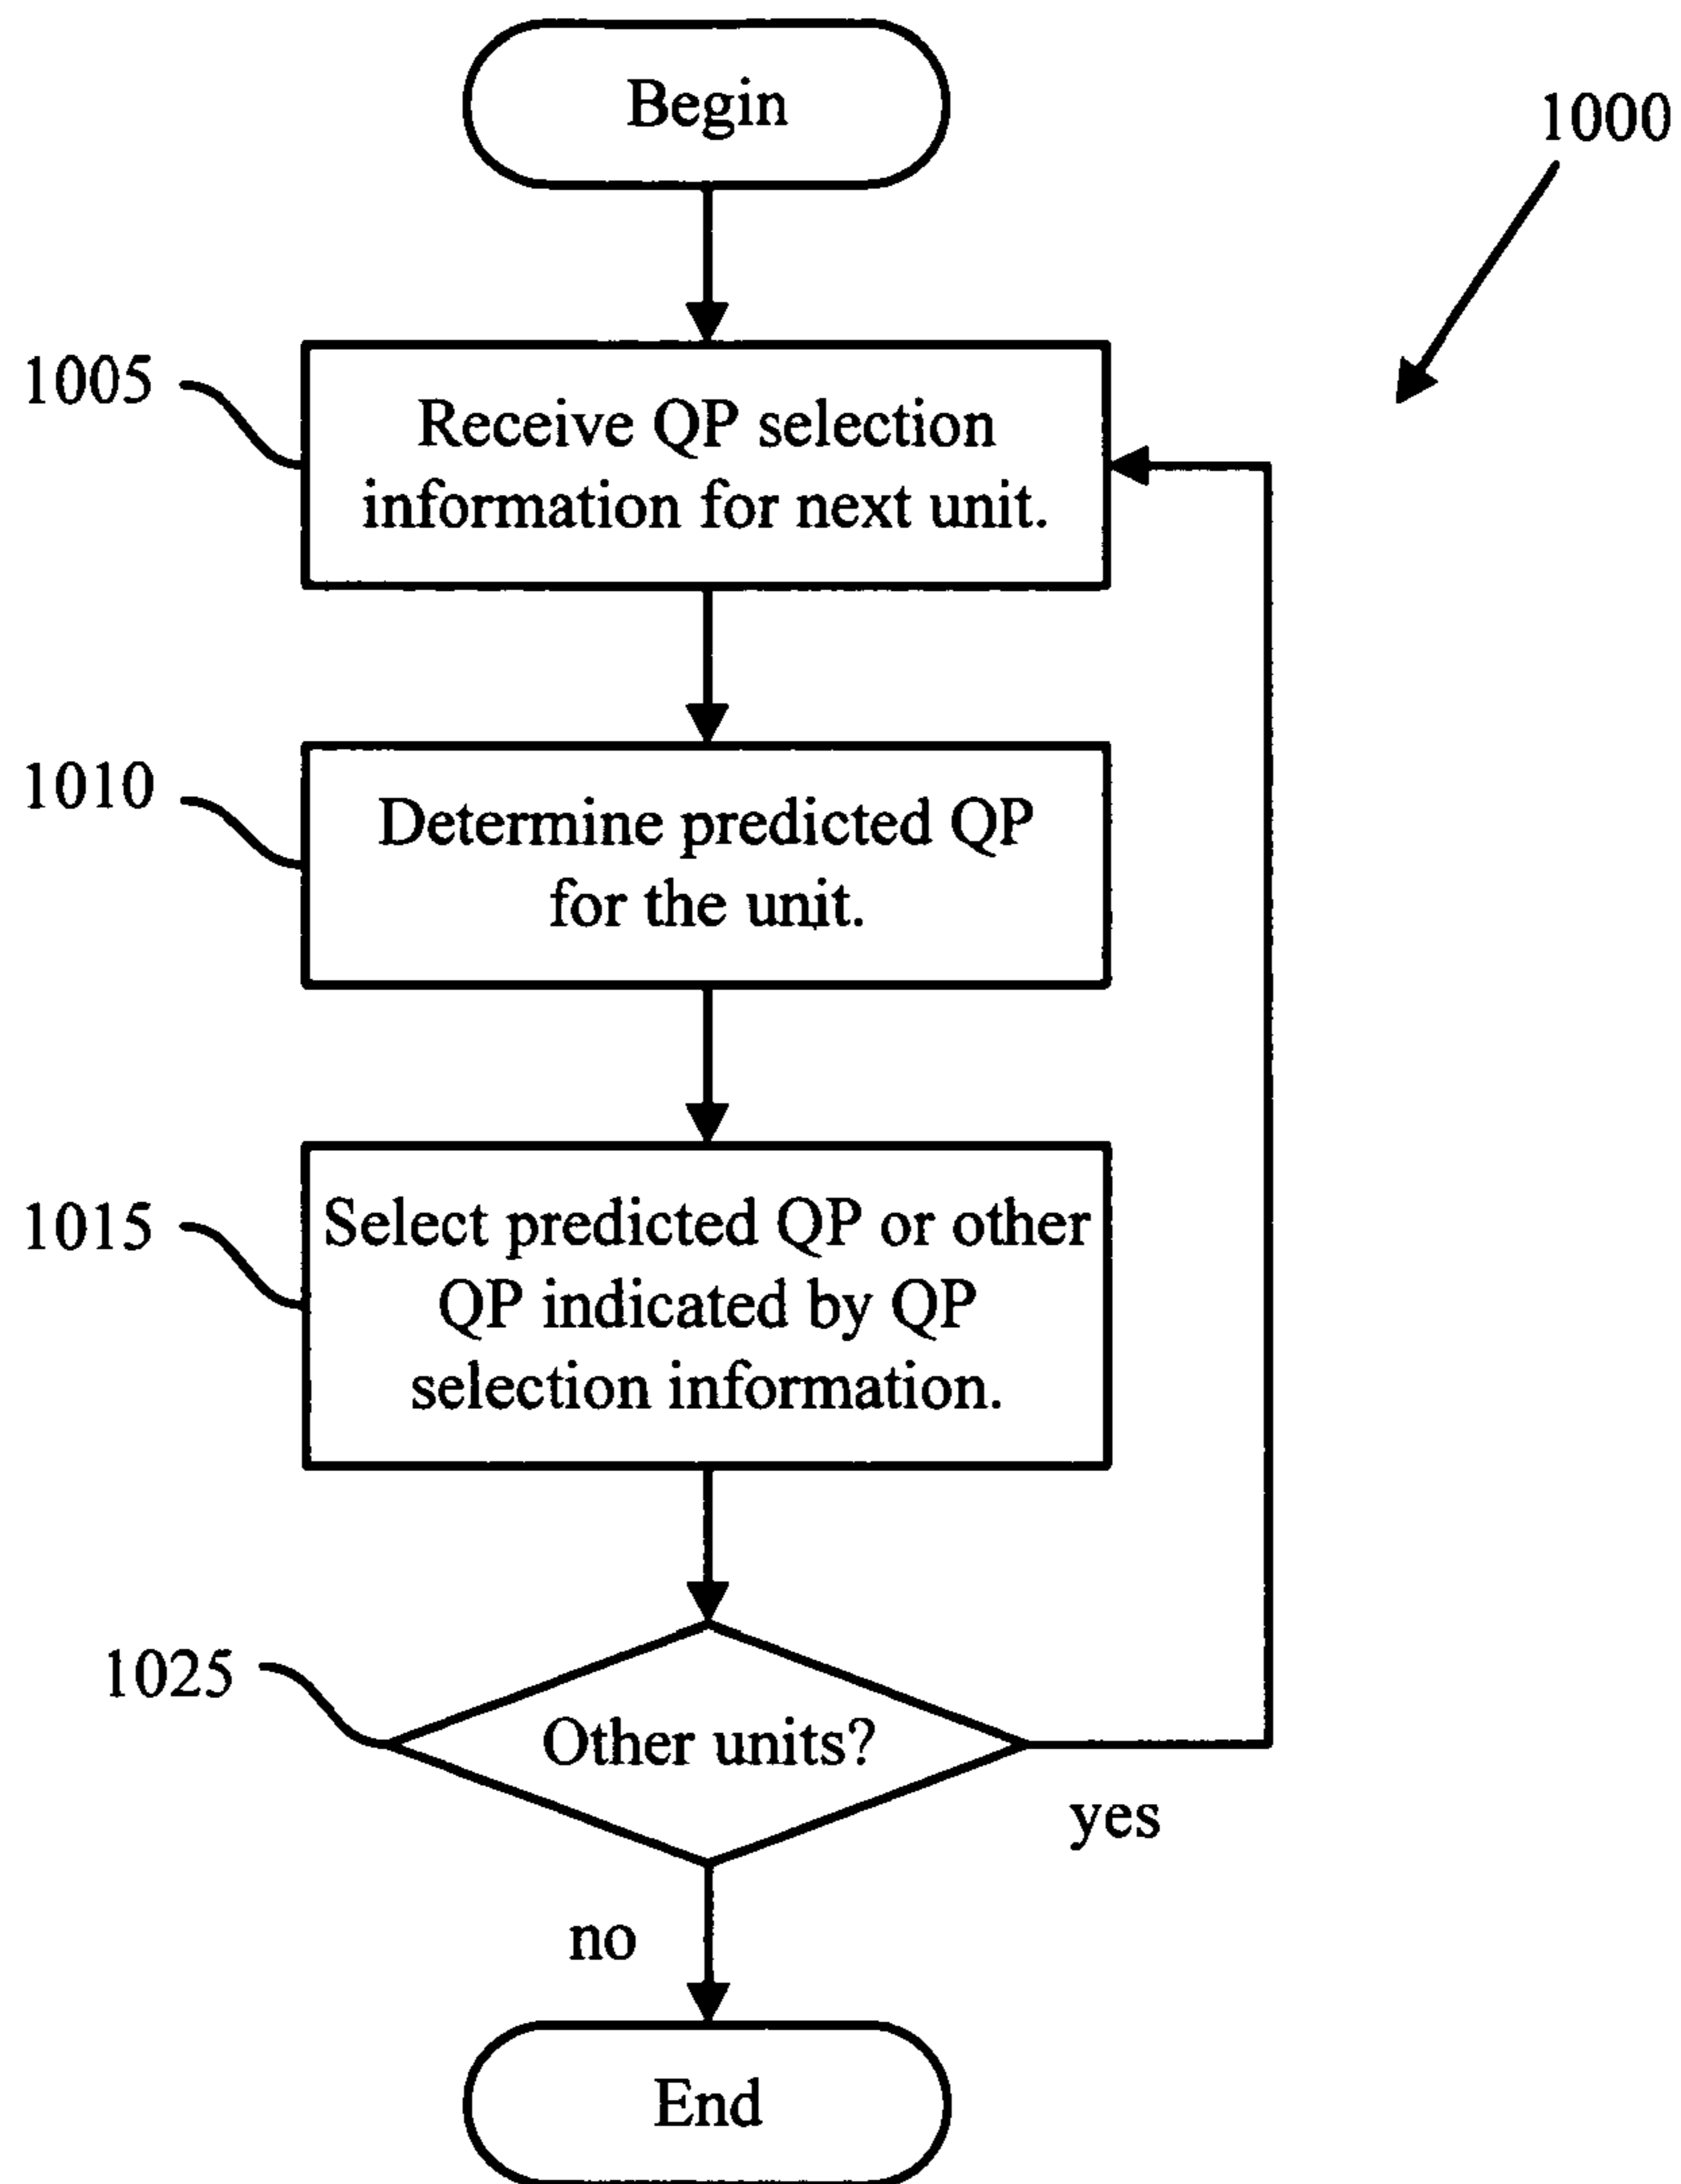 Begin
1000
1005
Receive QP selection
information for next unit.
1010
Determine predicted QP
for the unit.
1015
Select predicted QP or other
QP indicated by QP
selection information.
1025
Other units?
yes
no
End